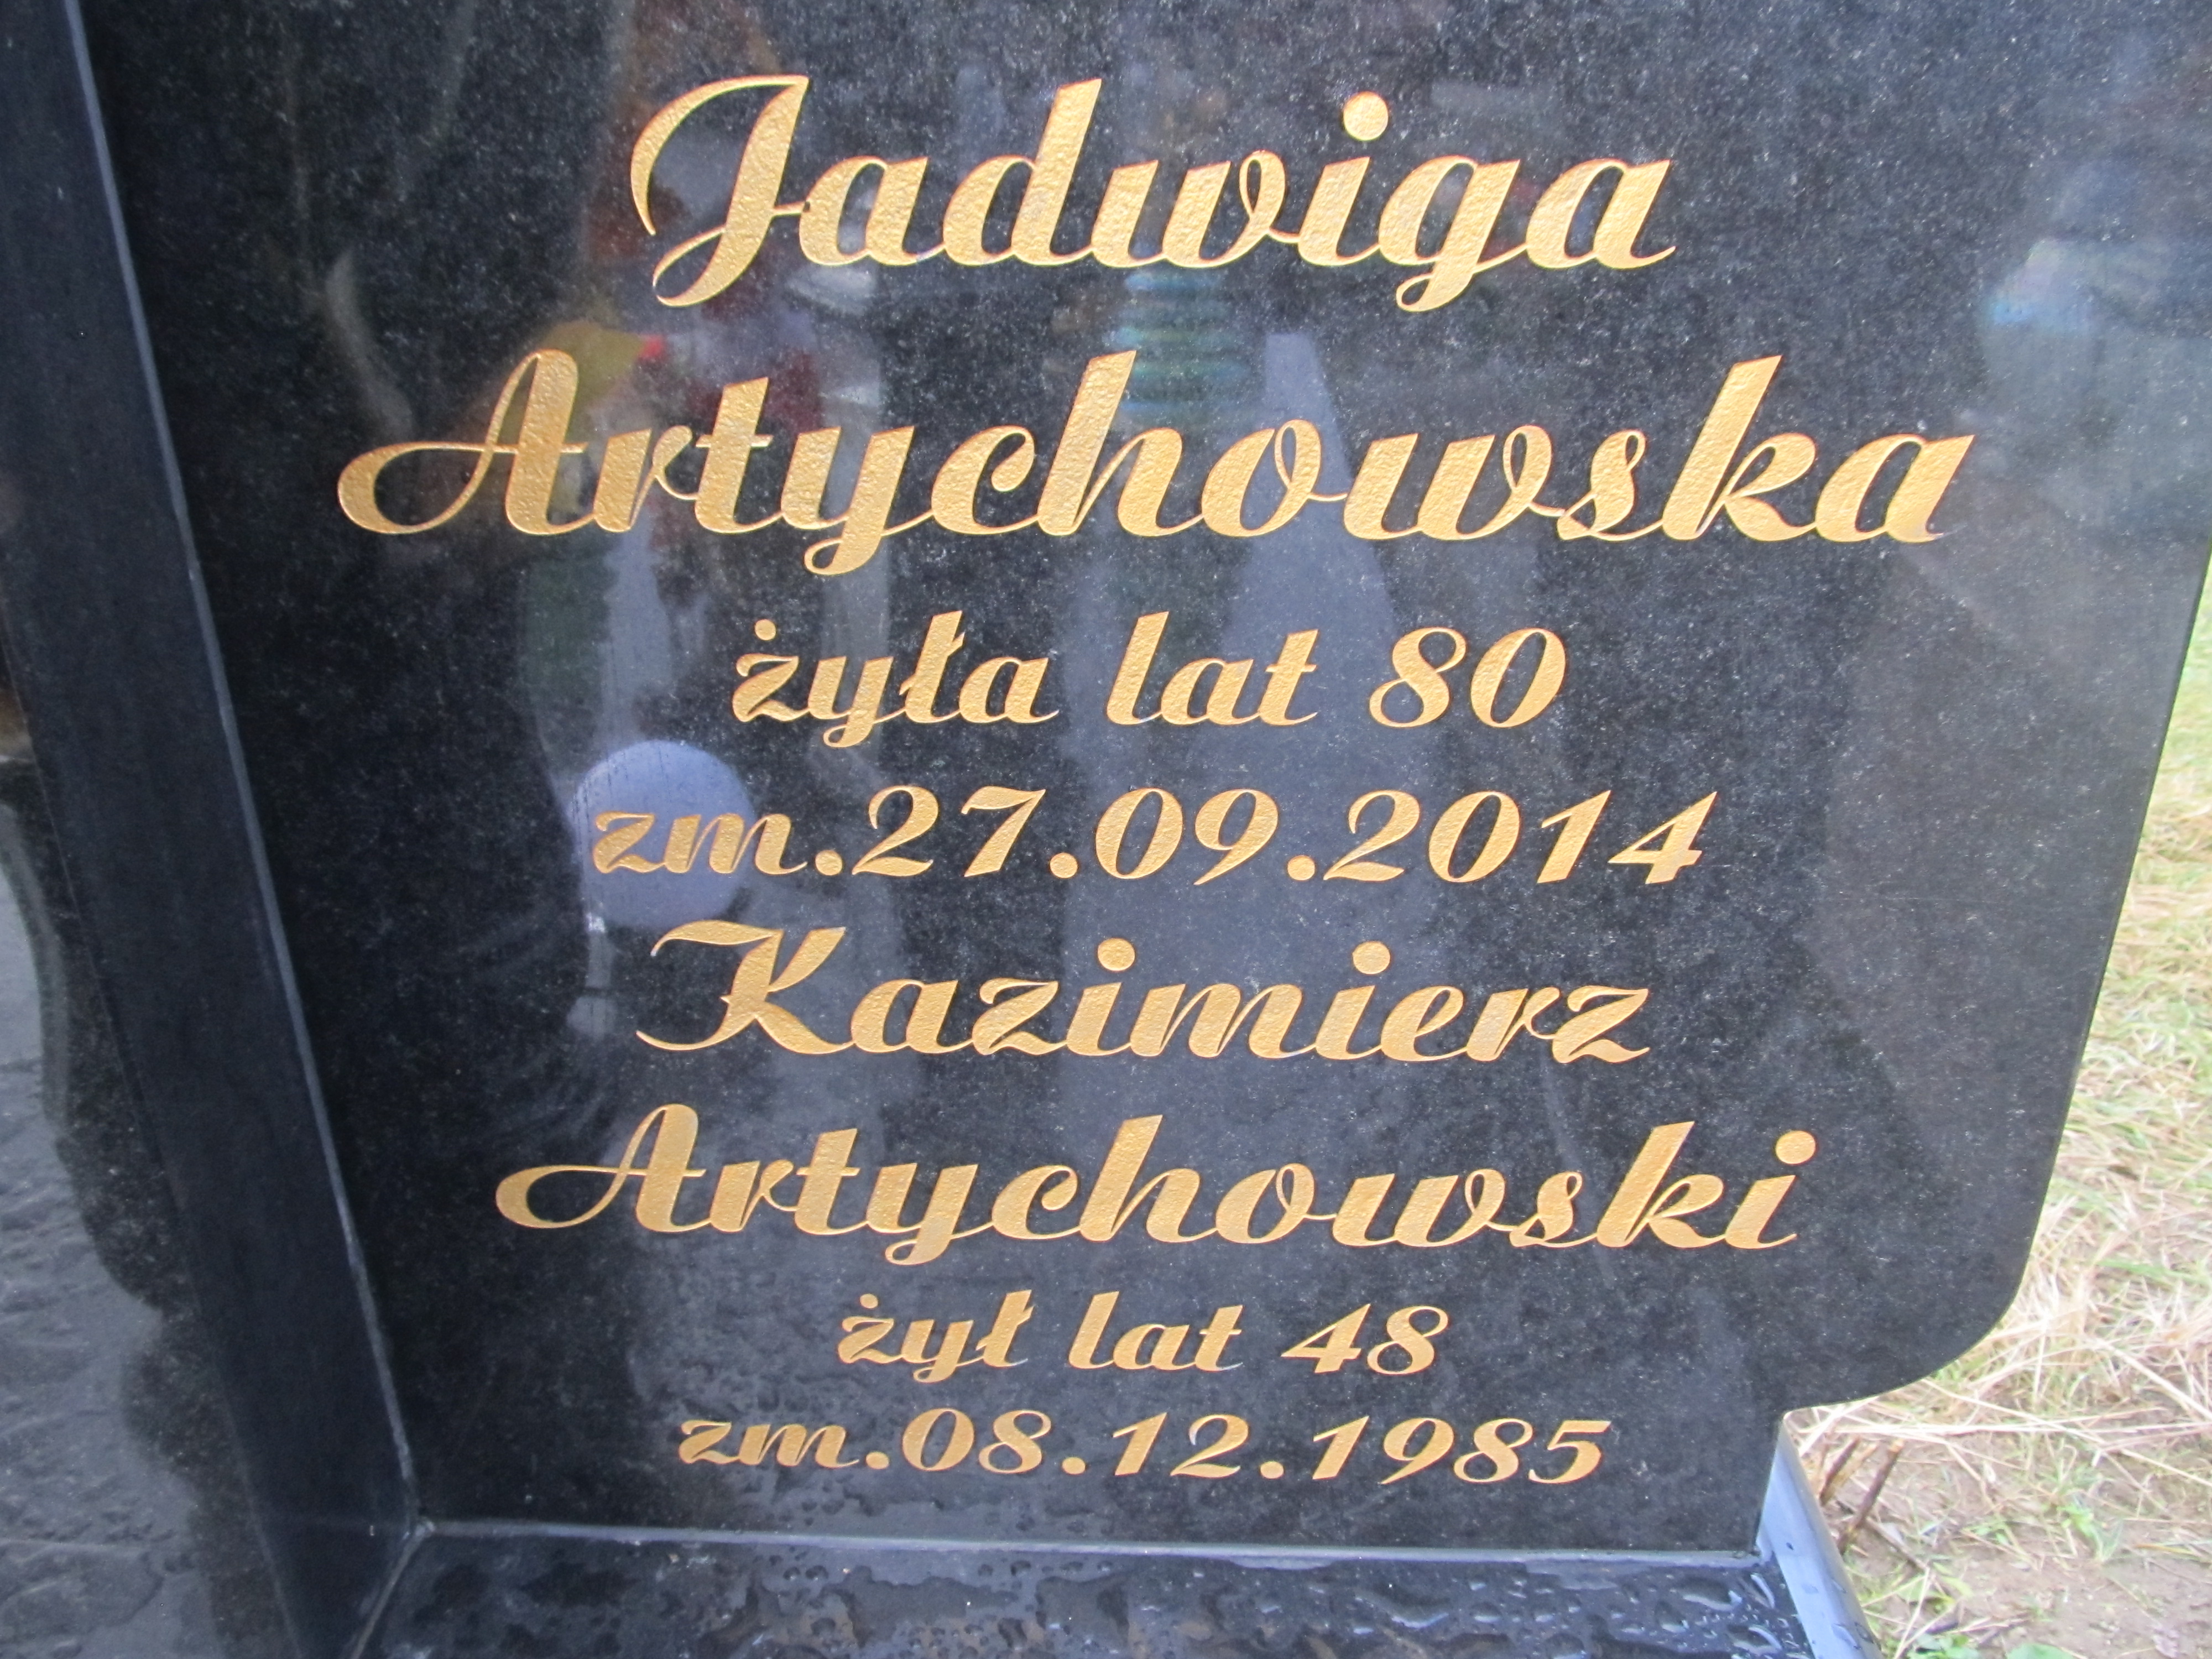 Jadwiga
Artychowska
żyła lat 80
zm.27.09.2014
Kazimierz
Artychowski
żył lat 48
zm.08.12.1985